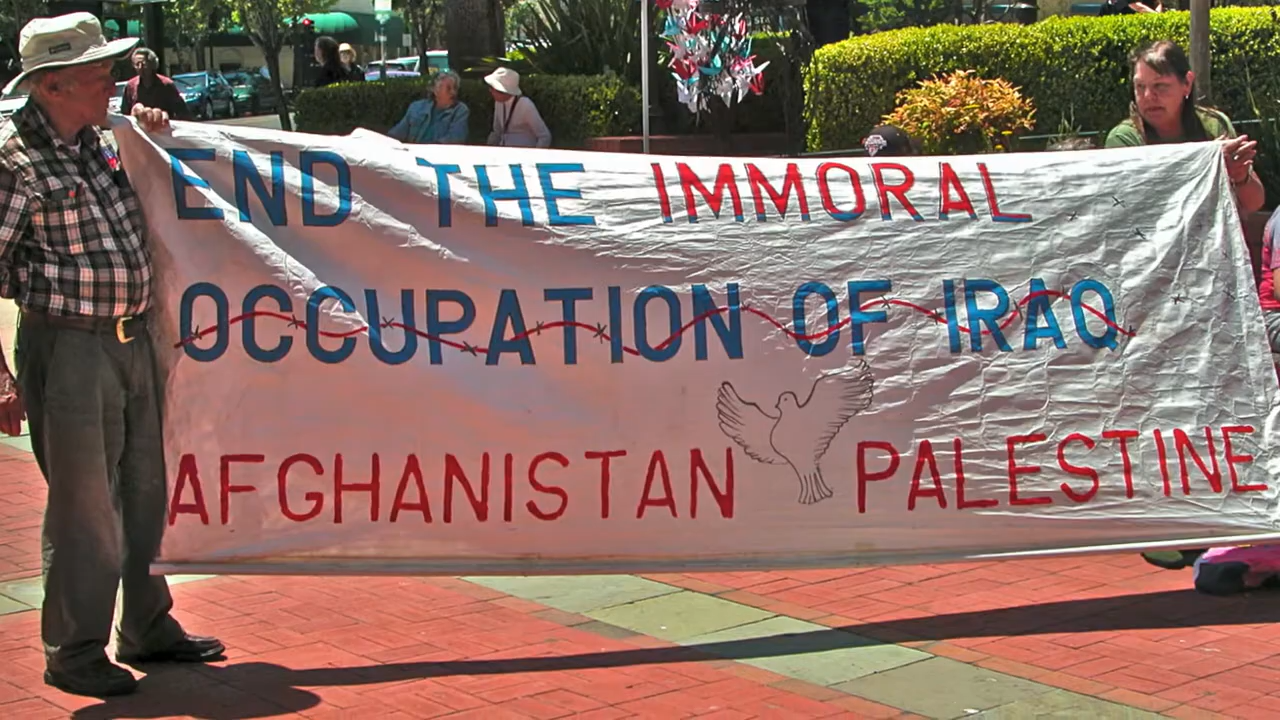 END THE IMMORAL
OCCUPATION OF IRAQ
AFGHANISTAN PALESTINE